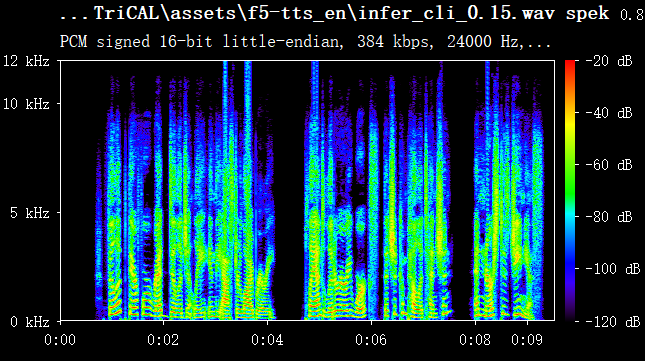 ...TriCAL\assets\f5-tts_en\infer_cli_0.15.wav spek 0.8
PCM signed 16-bit little-endian, 384 kbps, 24000 Hz,...
12 kHz
10 kHz
5 kHz
0 kHz
0:00 0:02 0:04 0:06 0:08 0:09
-20 dB
-40 dB
-60 dB
-80 dB
-100 dB
-120 dB